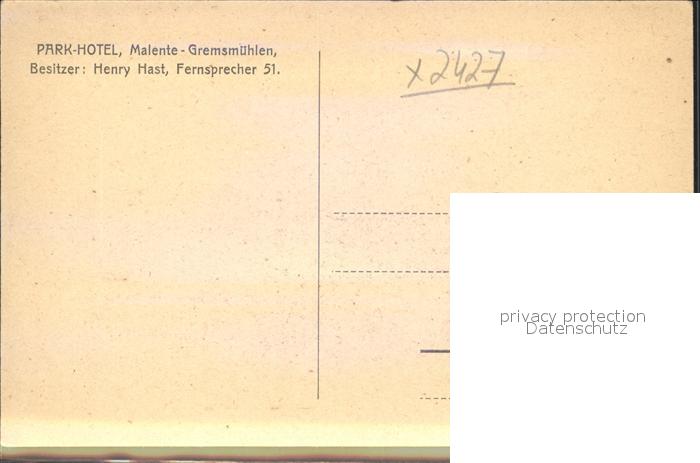 PARK-HOTEL, Malente-Gremsmühlen,
Besitzer: Henry Hast, Fernsprecher 51.
x2427
privacy protection
Datenschutz